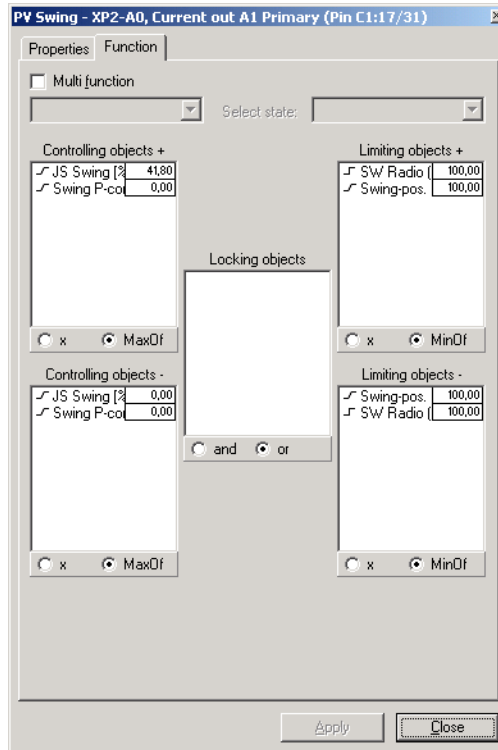 PV Swing - XP2-A0, Current out A1 Primary (Pin C1:17/31)
Properties Function
Multi function
Select state:
Controlling objects + Limiting objects +
JS Swing [% 41,80 SW Radio ( 100,00
Swing P-co 0,00 Swing-pos. 100,00
Locking objects
x MaxOf x MinOf
Controlling objects - Limiting objects -
JS Swing [% 0,00 Swing-pos. 100,00
Swing P-co 0,00 SW Radio ( 100,00
and or
x MaxOf x MinOf
Apply Close